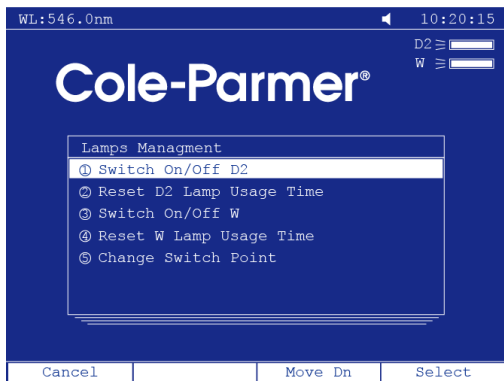 WL:546.0nm 10:20:15
D2
W
Cole-Parmer®
Lamps Managment
① Switch On/Off D2
② Reset D2 Lamp Usage Time
③ Switch On/Off W
④ Reset W Lamp Usage Time
⑤ Change Switch Point
Cancel Move Dn Select